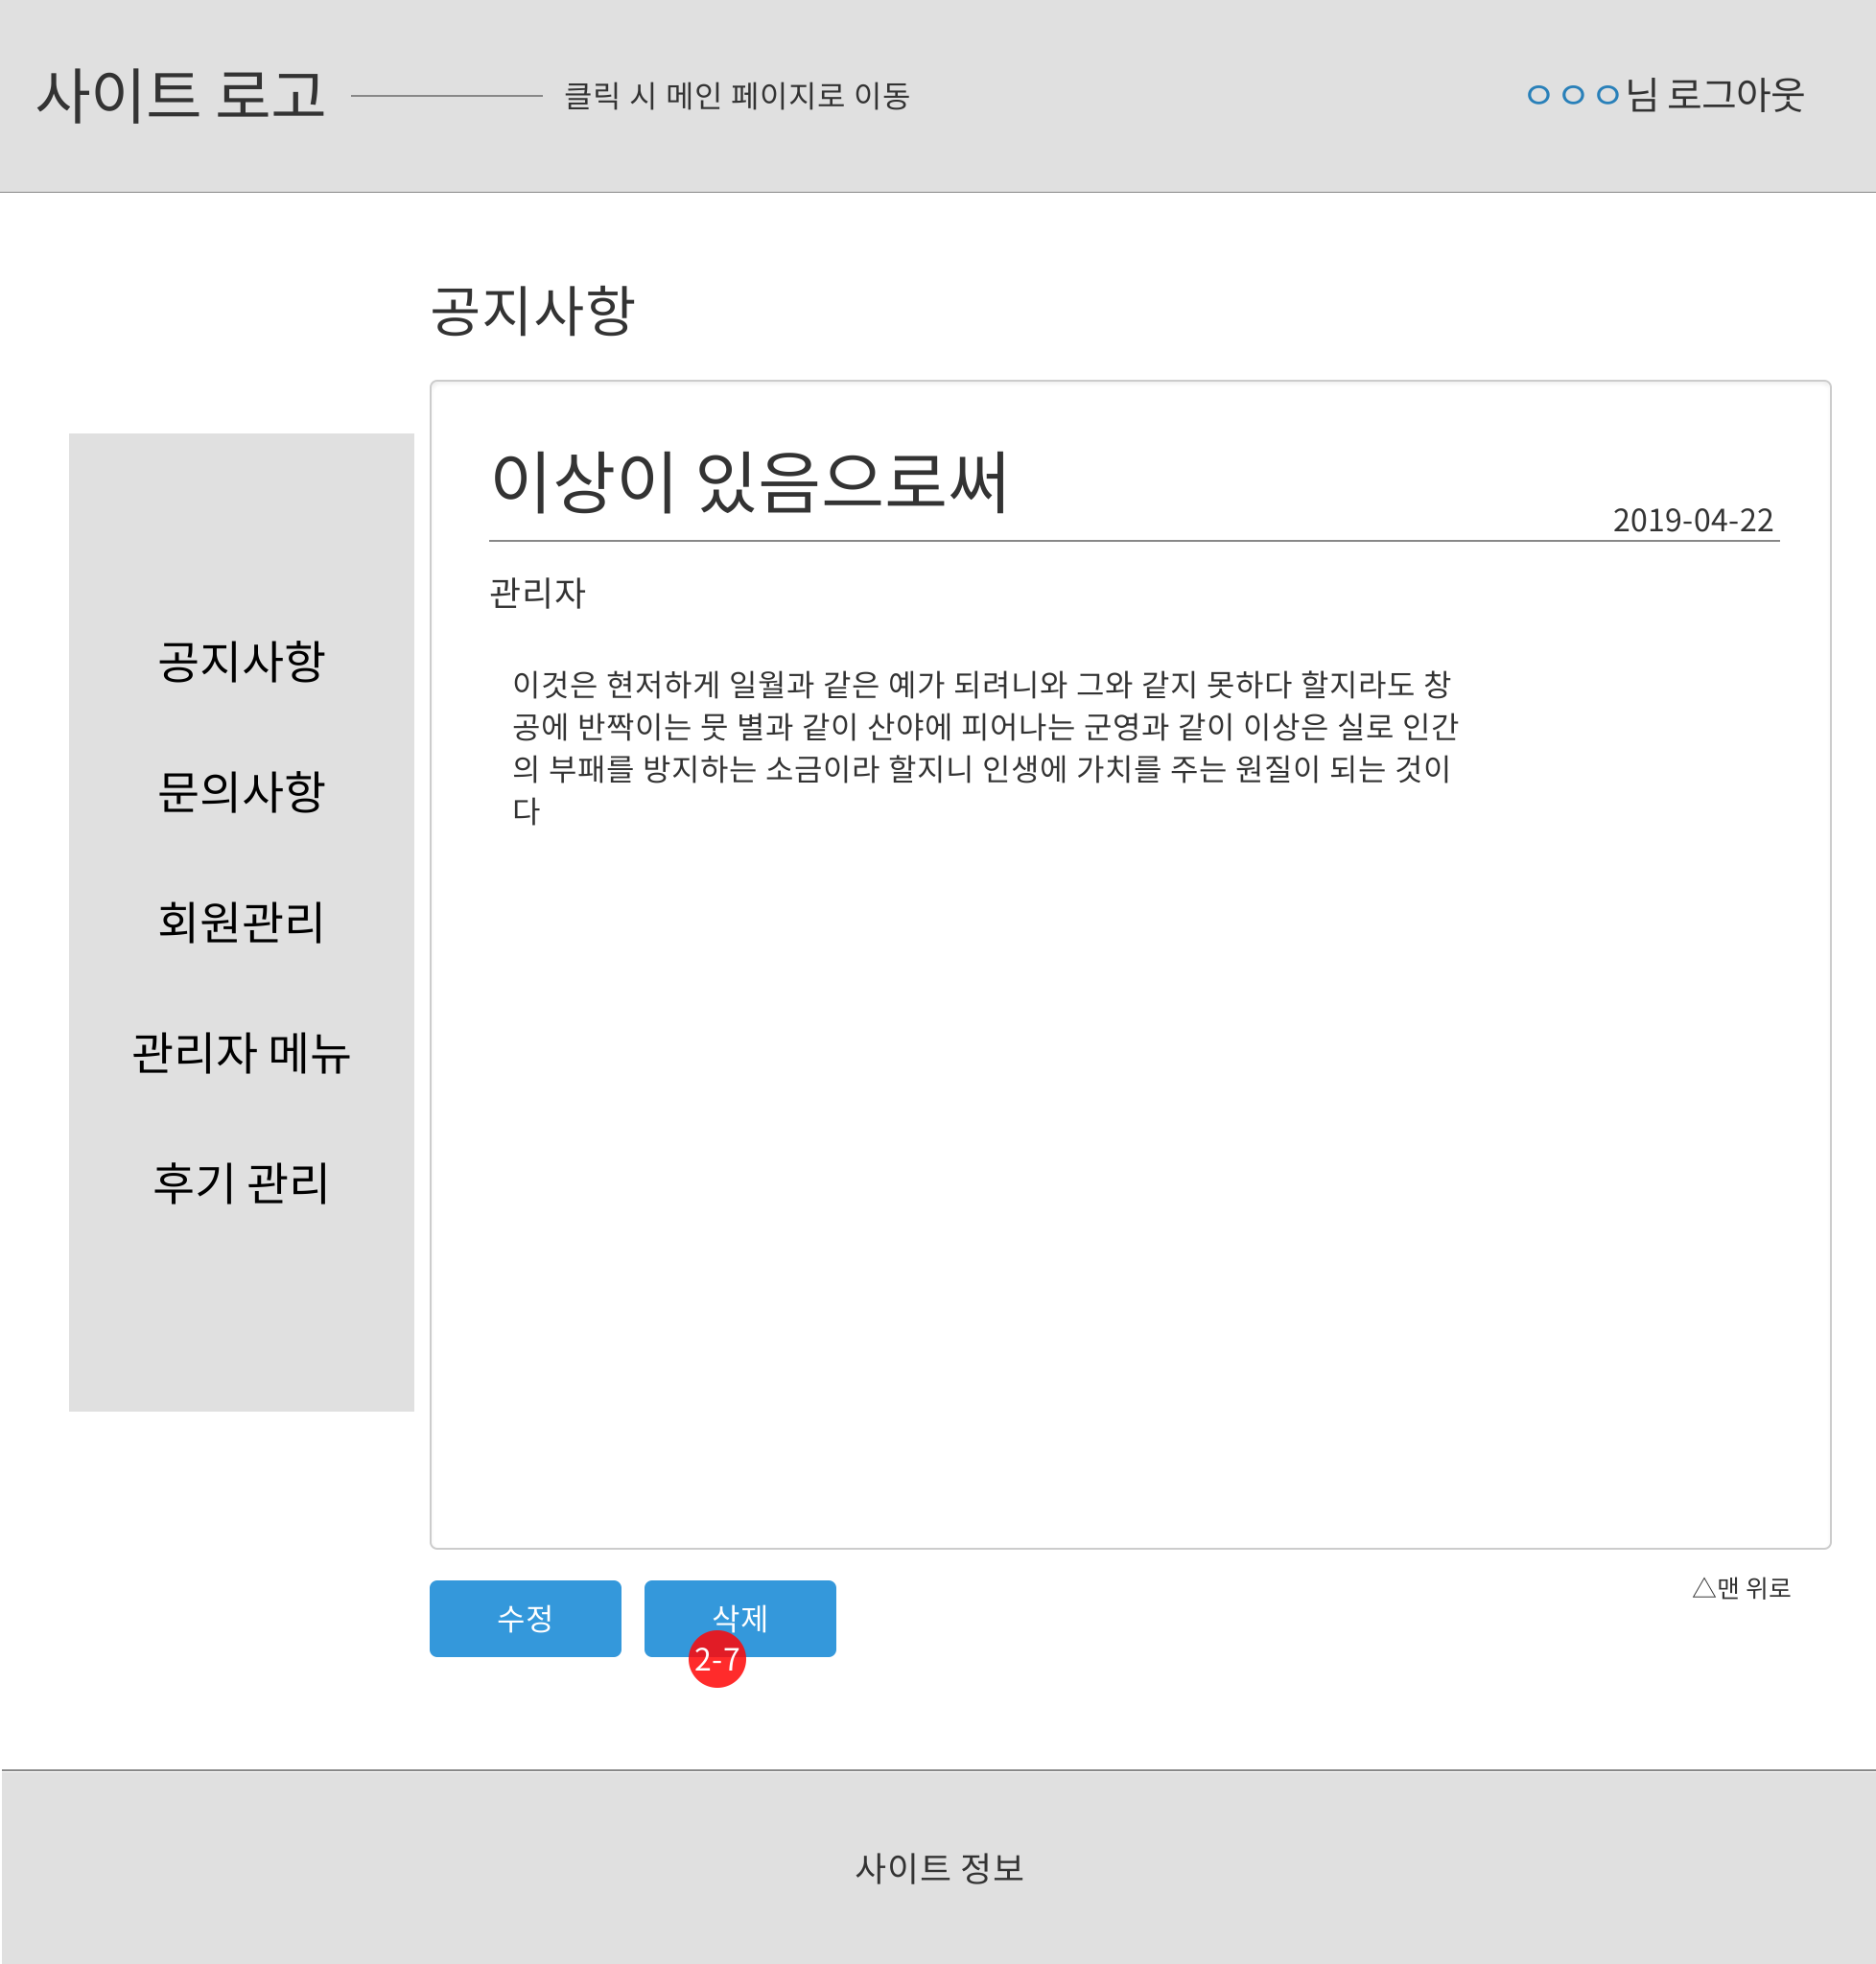 사이트 로고
클릭 시 메인 페이지로 이동
ㅇㅇㅇ님 로그아웃
공지사항
공지사항
문의사항
회원관리
관리자 메뉴
후기 관리
이상이 있음으로써
2019-04-22
관리자
이것은 현저하게 일월과 같은 예가 되려니와 그와 같지 못하다 할지라도 창
공에 반짝이는 뭇 별과 같이 산야에 피어나는 군영과 같이 이상은 실로 인간
의 부패를 방지하는 소금이라 할지니 인생에 가치를 주는 원질이 되는 것이
다
수정
삭제
2-7
△맨 위로
사이트 정보